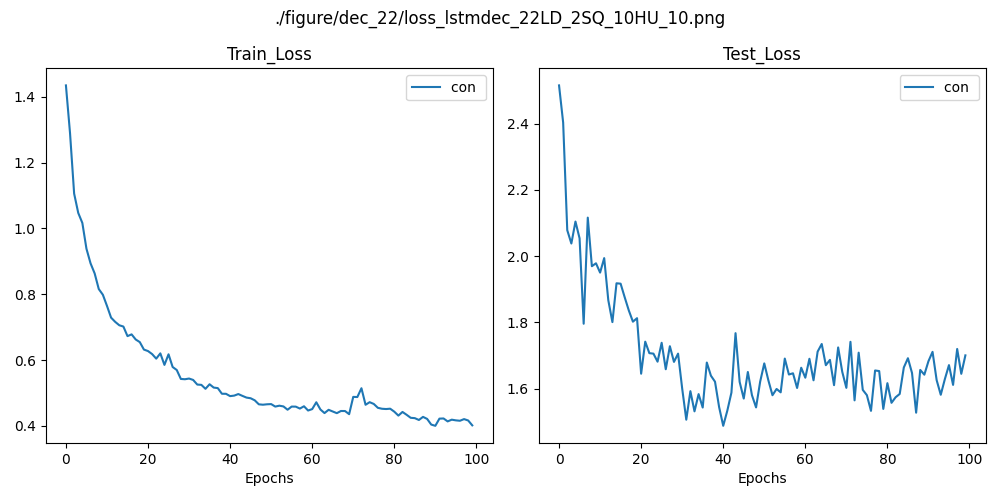 ./figure/dec_22/loss_lstmdec_22LD_2SQ_10HU_10.png
Train_Loss
Test_Loss
con
con
1.4
1.2
1.0
0.8
0.6
0.4
2.4
2.2
2.0
1.8
1.6
0 20 40 60 80 100
0 20 40 60 80 100
Epochs
Epochs